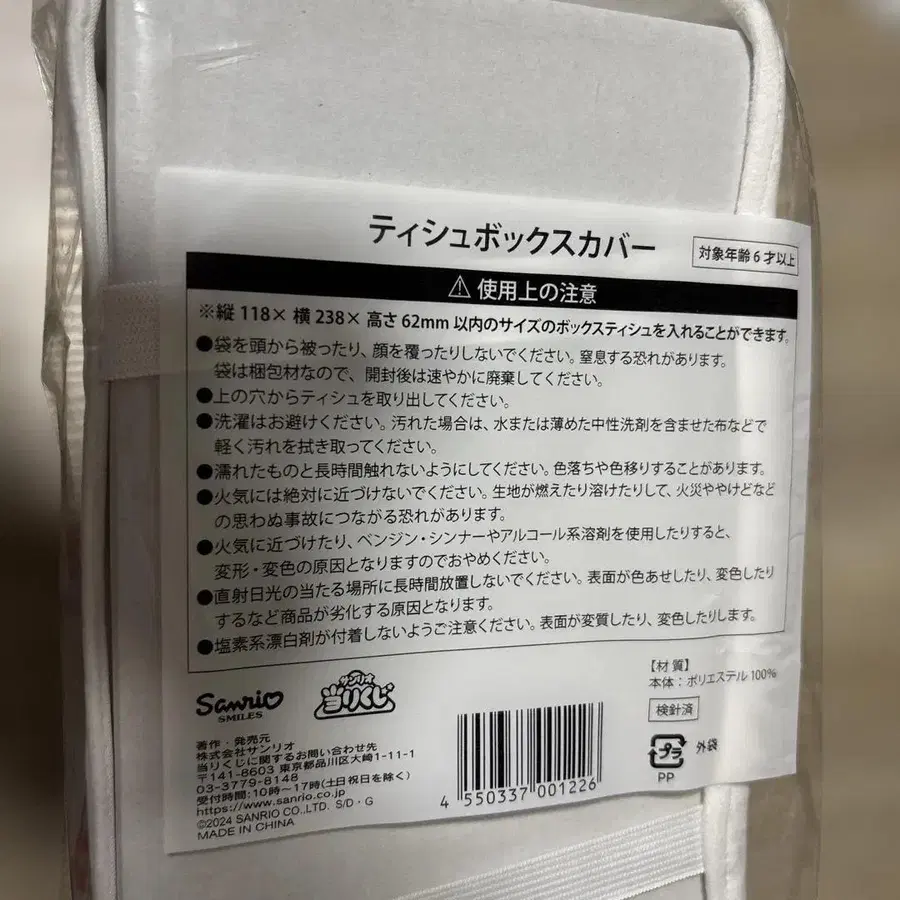 ティシュボックスカバー
対象年齢6才以上
⚠ 使用上の注意
※縦118×横238×高さ62mm以内のサイズのボックスティシュを入れることができます。
●袋を頭から被ったり、顔を覆ったりしないでください。窒息する恐れがあります。
袋は梱包材なので、開封後は速やかに廃棄してください。
●上の穴からティシュを取り出してください。
●洗濯はお避けください。汚れた場合は、水または薄めた中性洗剤を含ませた布などで
軽く汚れを拭き取ってください。
●濡れたものと長時間触れないようにしてください。色落ちや色移りすることがあります。
●火気には絶対に近づけないでください。生地が燃えたり溶けたりして、火災ややけどなど
の思わぬ事故につながる恐れがあります。
●火気に近づけたり、ベンジン・シンナーやアルコール系溶剤を使用したりすると、
変形・変色の原因となりますのでおやめください。
●直射日光の当たる場所に長時間放置しないでください。表面が色あせしたり、変色したり
するなど商品が劣化する原因となります。
●塩素系漂白剤が付着しないようご注意ください。表面が変質したり、変色したりします。
Sanrio
SMILES
サンリオ
当りくじ
【材質】
本体：ポリエステル100%
検針済
プラ
外袋
PP
著作・発売元
株式会社サンリオ
当りくじに関するお問い合わせ先
〒141-8603 東京都品川区大崎1-11-1
03-3779-8148
受付時間:10時～17時(土日祝日を除く)
https://www.sanrio.co.jp
©2024 SANRIO CO.,LTD. S/D・G
MADE IN CHINA
4 550337 001226